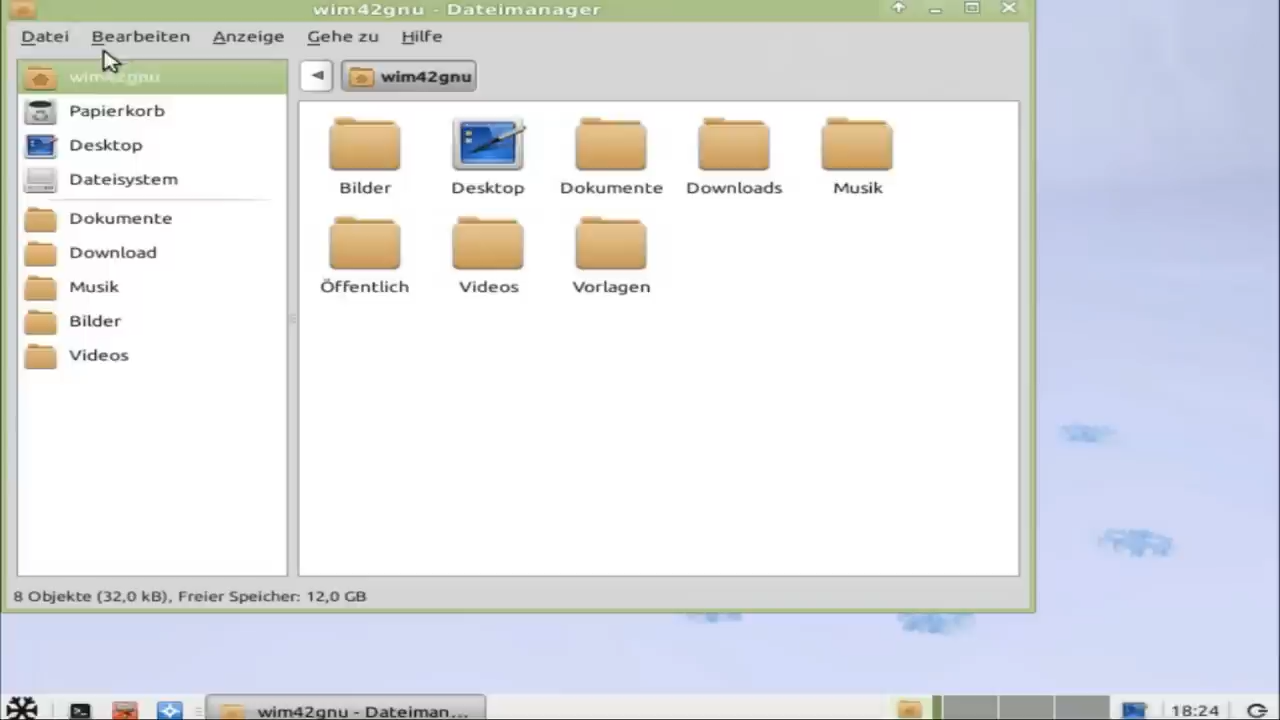 wim42gnu - Dateimanager
Datei Bearbeiten Anzeige Gehe zu Hilfe
wim42gnu
Papierkorb
Desktop
Dateisystem
Dokumente
Download
Musik
Bilder
Videos
wim42gnu
Bilder Desktop Dokumente Downloads Musik
Öffentlich Videos Vorlagen
8 Objekte (32,0 kB), Freier Speicher: 12,0 GB
wim42gnu - Dateiman...
18:24